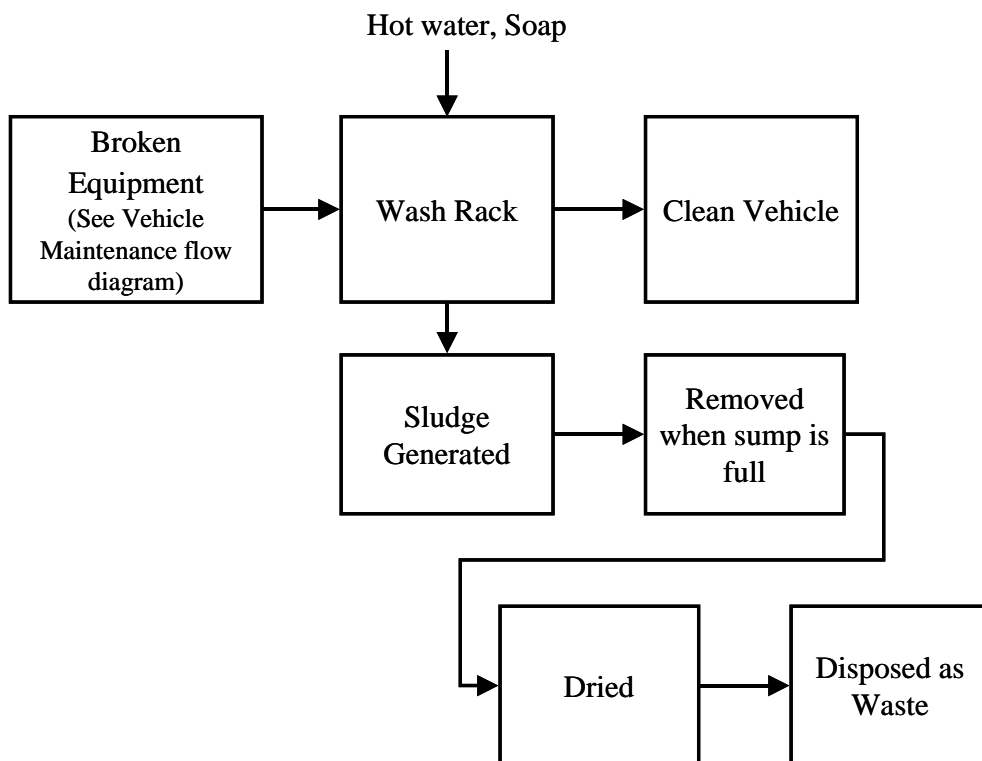 Hot water, Soap
Broken
Equipment
(See Vehicle
Maintenance flow
diagram)
Wash Rack
Clean Vehicle
Sludge
Generated
Removed
when sump is
full
Dried
Disposed as
Waste